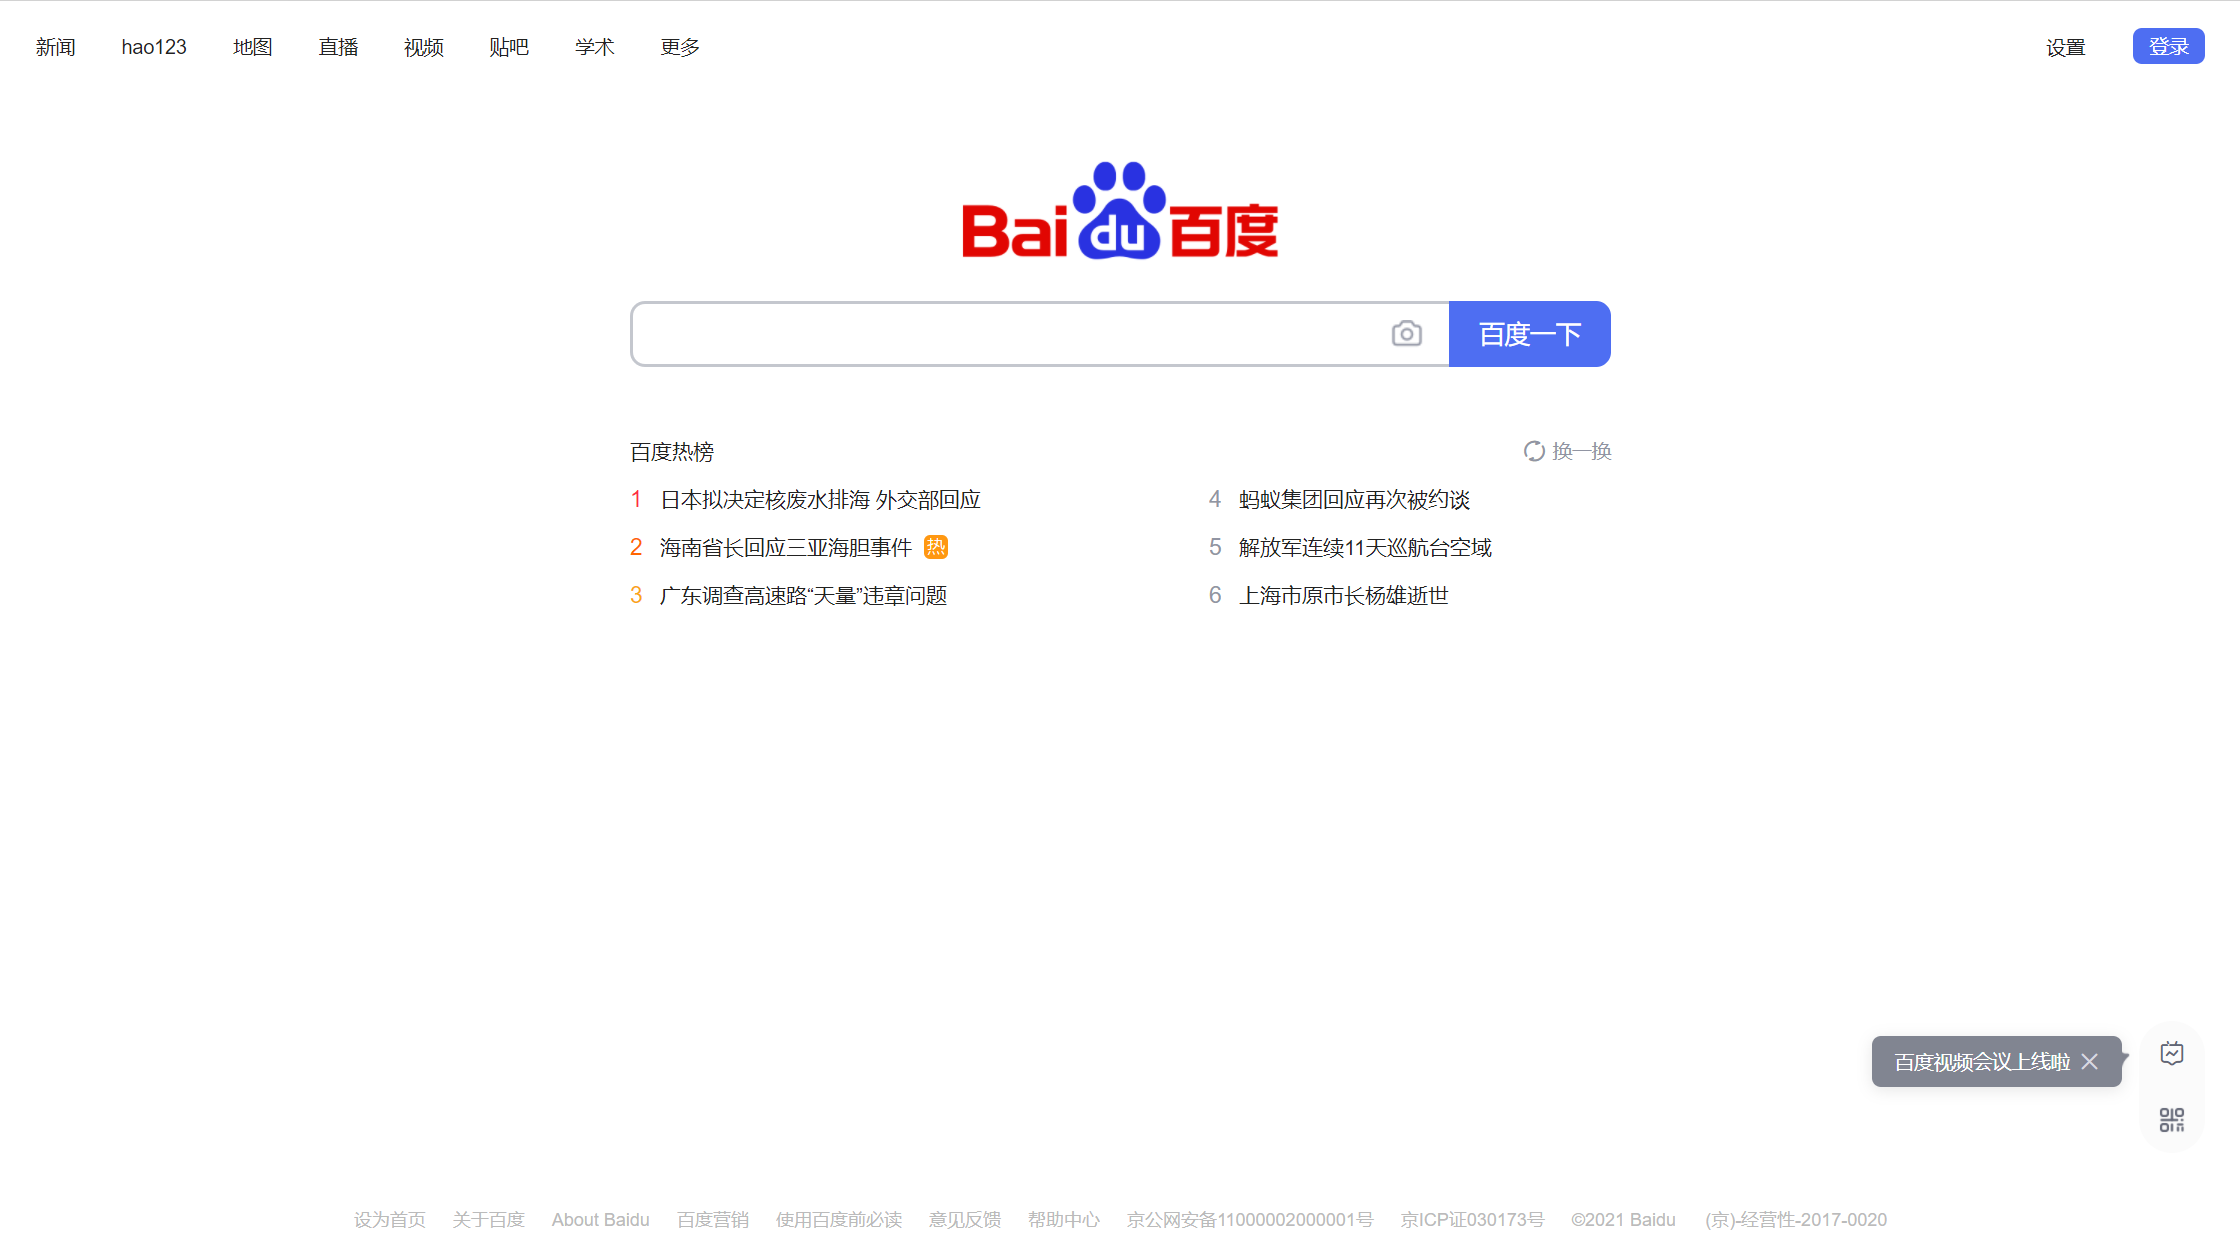 新闻 hao123 地图 直播 视频 贴吧 学术 更多 设置 登录
Bai du 百度
百度一下
百度热榜 换一换
1 日本拟决定核废水排海 外交部回应
2 海南省长回应三亚海胆事件 热
3 广东调查高速路“天量”违章问题
4 蚂蚁集团回应再次被约谈
5 解放军连续11天巡航台空域
6 上海市原市长杨雄逝世
百度视频会议上线啦
设为首页 关于百度 About Baidu 百度营销 使用百度前必读 意见反馈 帮助中心 京公网安备11000002000001号 京ICP证030173号 ©2021 Baidu (京)-经营性-2017-0020